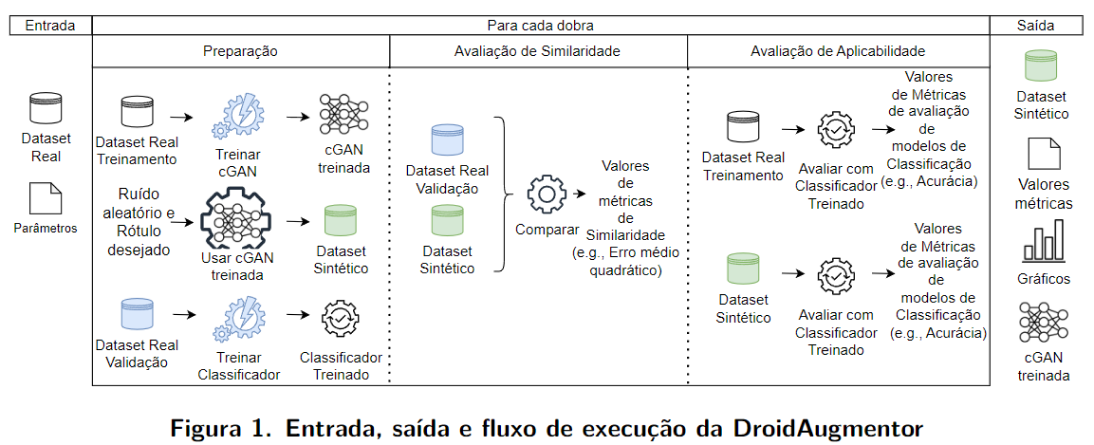 Entrada
Para cada dobra
Saída
Preparação
Avaliação de Similaridade
Avaliação de Aplicabilidade
Dataset
Real
Parâmetros
Dataset Real
Treinamento
Treinar
cGAN
cGAN
treinada
Ruído
aleatório e
Rótulo
desejado
Usar cGAN
treinada
Dataset
Sintético
Dataset Real
Validação
Treinar
Classificador
Classificador
Treinado
Dataset Real
Validação
Dataset
Sintético
Comparar
Valores
de
métricas
de
Similaridade
(e.g., Erro médio
quadrático)
Dataset Real
Treinamento
Avaliar com
Classificador
Treinado
Valores
de Métricas
de avaliação
de
modelos de
Classificação
(e.g., Acurácia)
Dataset
Sintético
Avaliar com
Classificador
Treinado
Valores
de Métricas
de avaliação
de
modelos de
Classificação
(e.g., Acurácia)
Dataset
Sintético
Valores
métricas
Gráficos
cGAN
treinada
Figura 1. Entrada, saída e fluxo de execução da DroidAugmentor